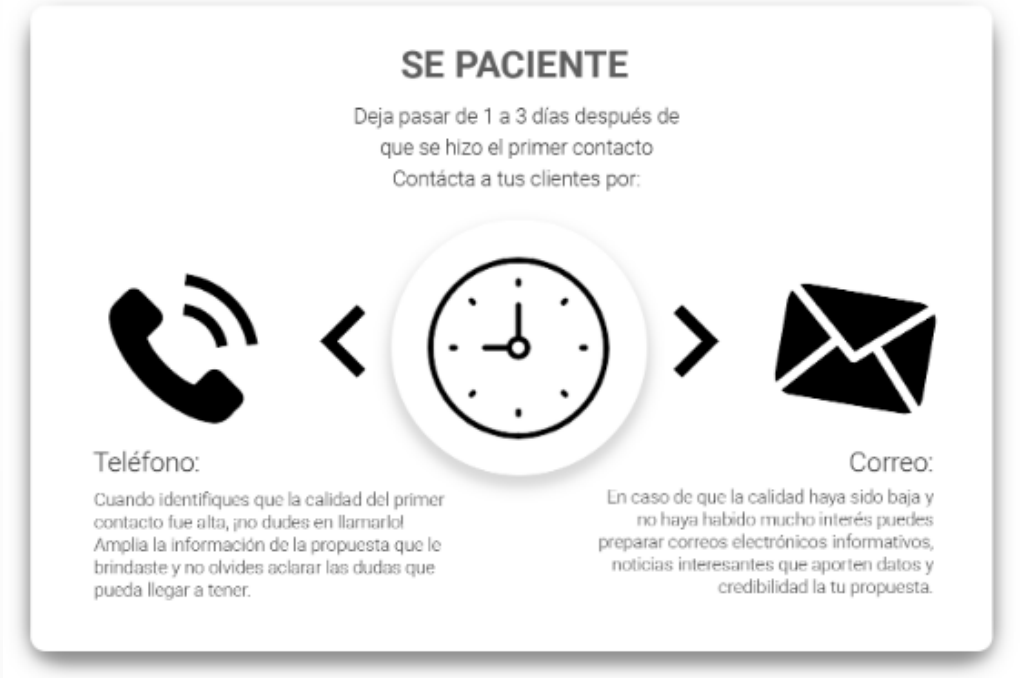 SE PACIENTE
Deja pasar de 1 a 3 días después de
que se hizo el primer contacto
Contácta a tus clientes por:
Teléfono:
Cuando identifiques que la calidad del primer
contacto fue alta, ¡no dudes en llamarlo!
Amplia la información de la propuesta que le
brindaste y no olvides aclarar las dudas que
pueda llegar a tener.
Correo:
En caso de que la calidad haya sido baja y
no haya habido mucho interés puedes
preparar correos electrónicos informativos,
noticias interesantes que aporten datos y
credibilidad la tu propuesta.